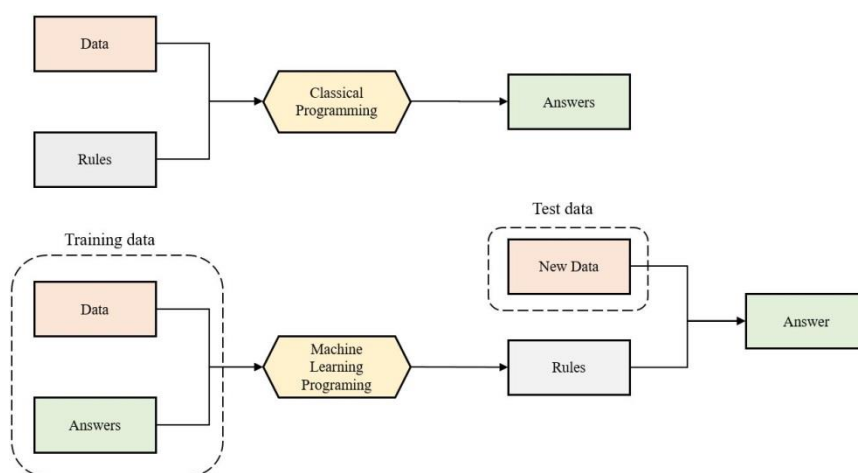 Data
Classical
Programming
Answers
Rules
Test data
Training data
New Data
Data
Answer
Machine
Learning
Programing
Rules
Answers